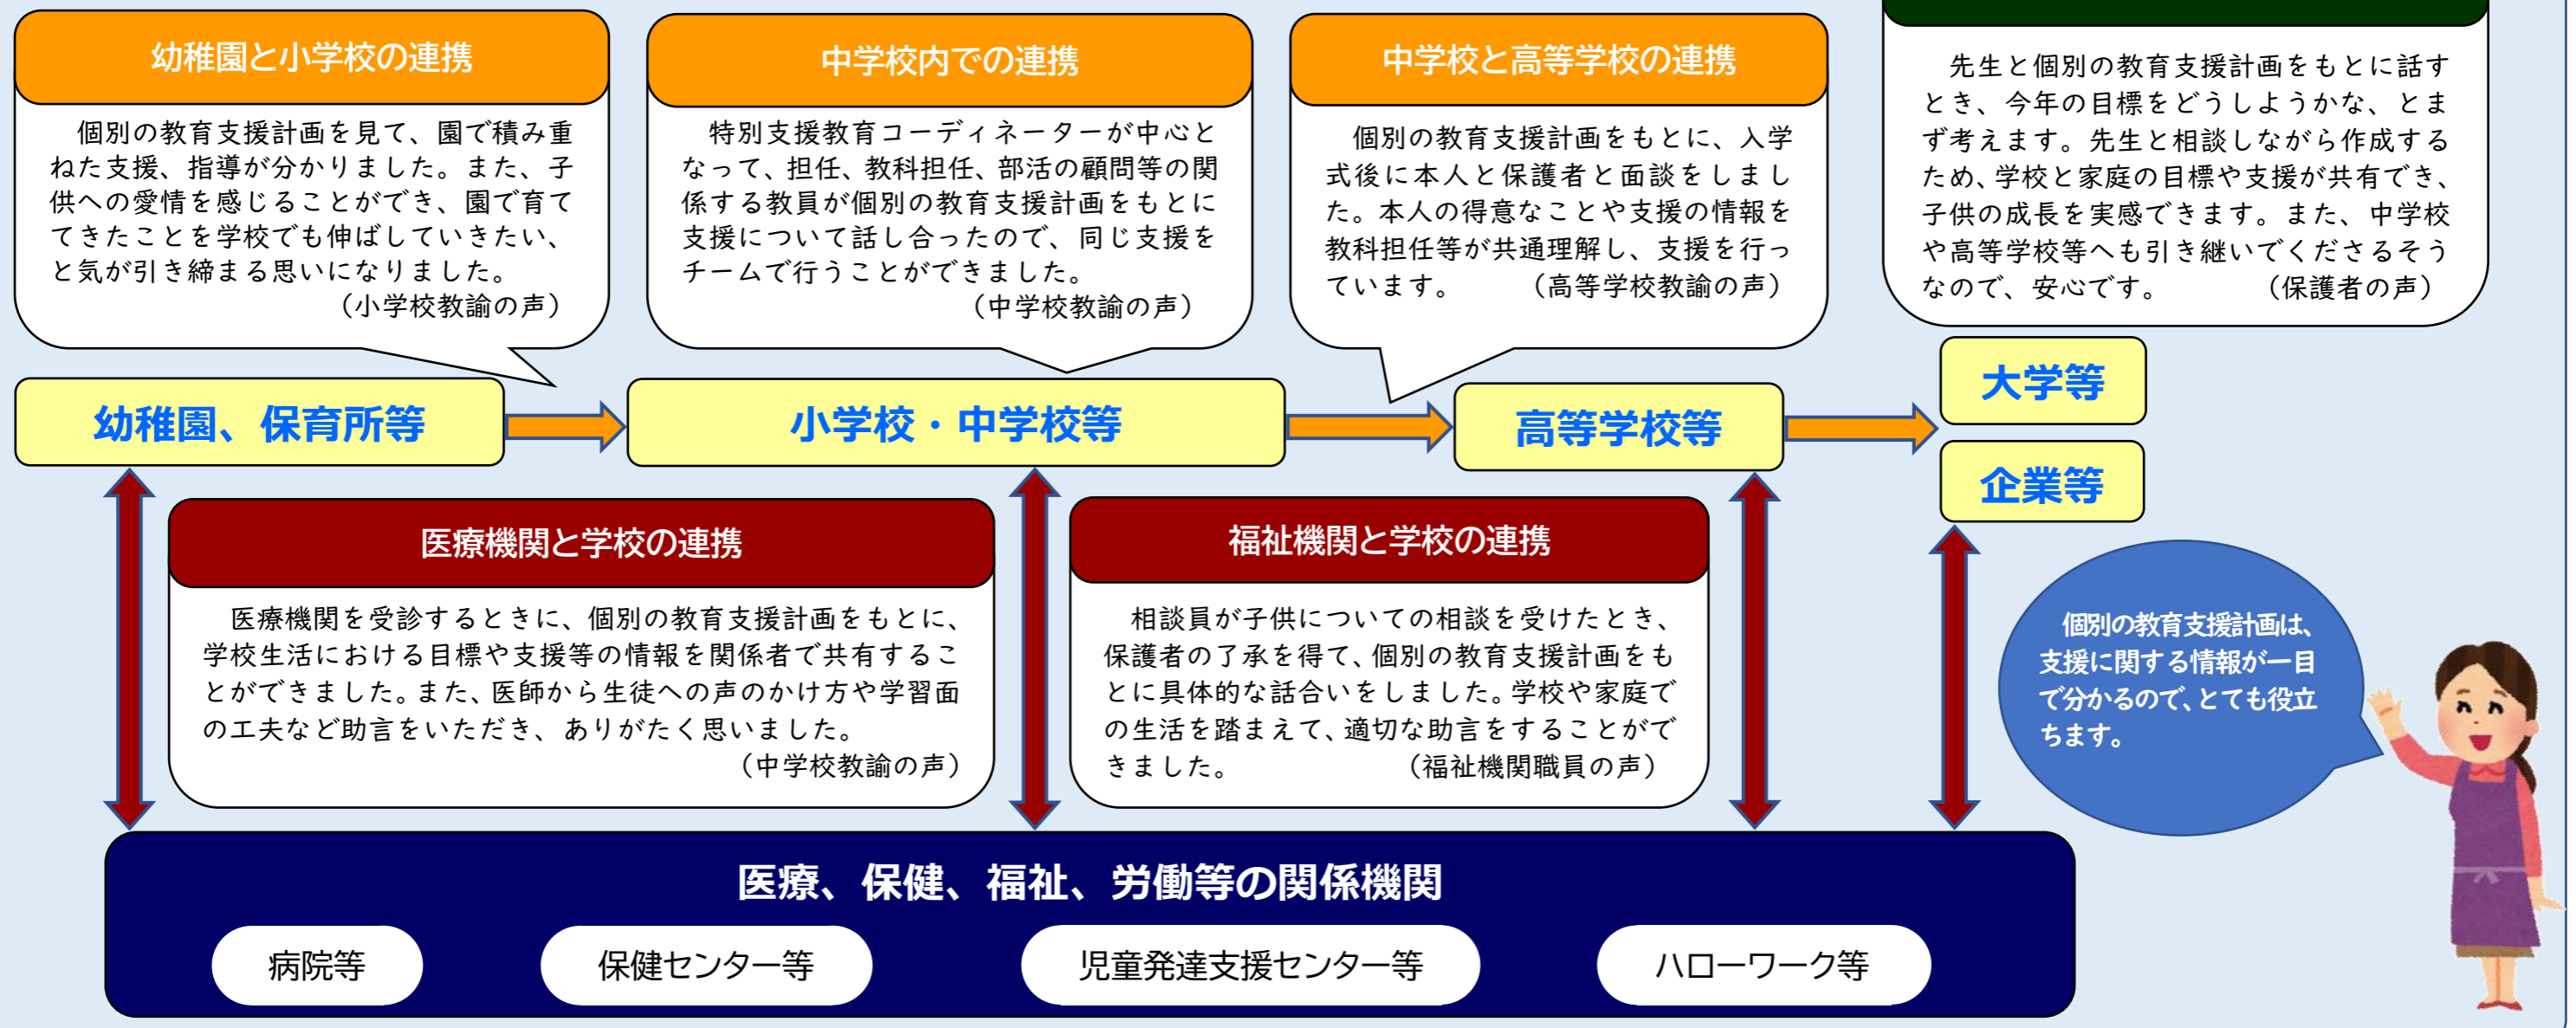 幼稚園と小学校の連携
個別の教育支援計画を見て、園で積み重
ねた支援、指導が分かりました。また、子
供への愛情を感じることができ、園で育て
てきたことを学校でも伸ばしていきたい、
と気が引き締まる思いになりました。
（小学校教諭の声）
中学校内での連携
特別支援教育コーディネーターが中心と
なって、担任、教科担任、部活の顧問等の関
係する教員が個別の教育支援計画をもとに
支援について話し合ったので、同じ支援を
チームで行うことができました。
（中学校教諭の声）
中学校と高等学校の連携
個別の教育支援計画をもとに、入学
式後に本人と保護者と面談をしまし
た。本人の得意なことや支援の情報を
教科担任等が共通理解し、支援を行っ
ています。　（高等学校教諭の声）
先生と個別の教育支援計画をもとに話す
とき、今年の目標をどうしようかな、とま
ず考えます。先生と相談しながら作成する
ため、学校と家庭の目標や支援が共有でき、
子供の成長を実感できます。また、中学校
や高等学校等へも引き継いでくださるそう
なので、安心です。　（保護者の声）
幼稚園、保育所等
小学校・中学校等
高等学校等
大学等
企業等
医療機関と学校の連携
医療機関を受診するときに、個別の教育支援計画をもとに、
学校生活における目標や支援等の情報を関係者で共有するこ
とができました。また、医師から生徒への声のかけ方や学習面
の工夫など助言をいただき、ありがたく思いました。
（中学校教諭の声）
福祉機関と学校の連携
相談員が子供についての相談を受けたとき、
保護者の了承を得て、個別の教育支援計画をも
とに具体的な話合いをしました。学校や家庭で
の生活を踏まえて、適切な助言をすることがで
きました。　（福祉機関職員の声）
個別の教育支援計画は、
支援に関する情報が一目
で分かるので、とても役立
ちます。
医療、保健、福祉、労働等の関係機関
病院等
保健センター等
児童発達支援センター等
ハローワーク等